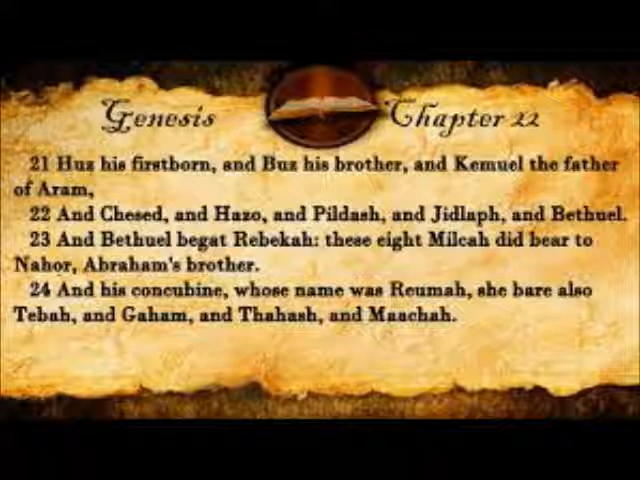 Genesis Chapter 22
21 Huz his firstborn, and Buz his brother, and Kemuel the father
of Aram,
22 And Chesed, and Hazo, and Pildash, and Jidlaph, and Bethuel.
23 And Bethuel begat Rebekah: these eight Milcah did bear to
Nahor, Abraham's brother.
24 And his concubine, whose name was Reumah, she bare also
Tebah, and Gaham, and Thahash, and Maachah.